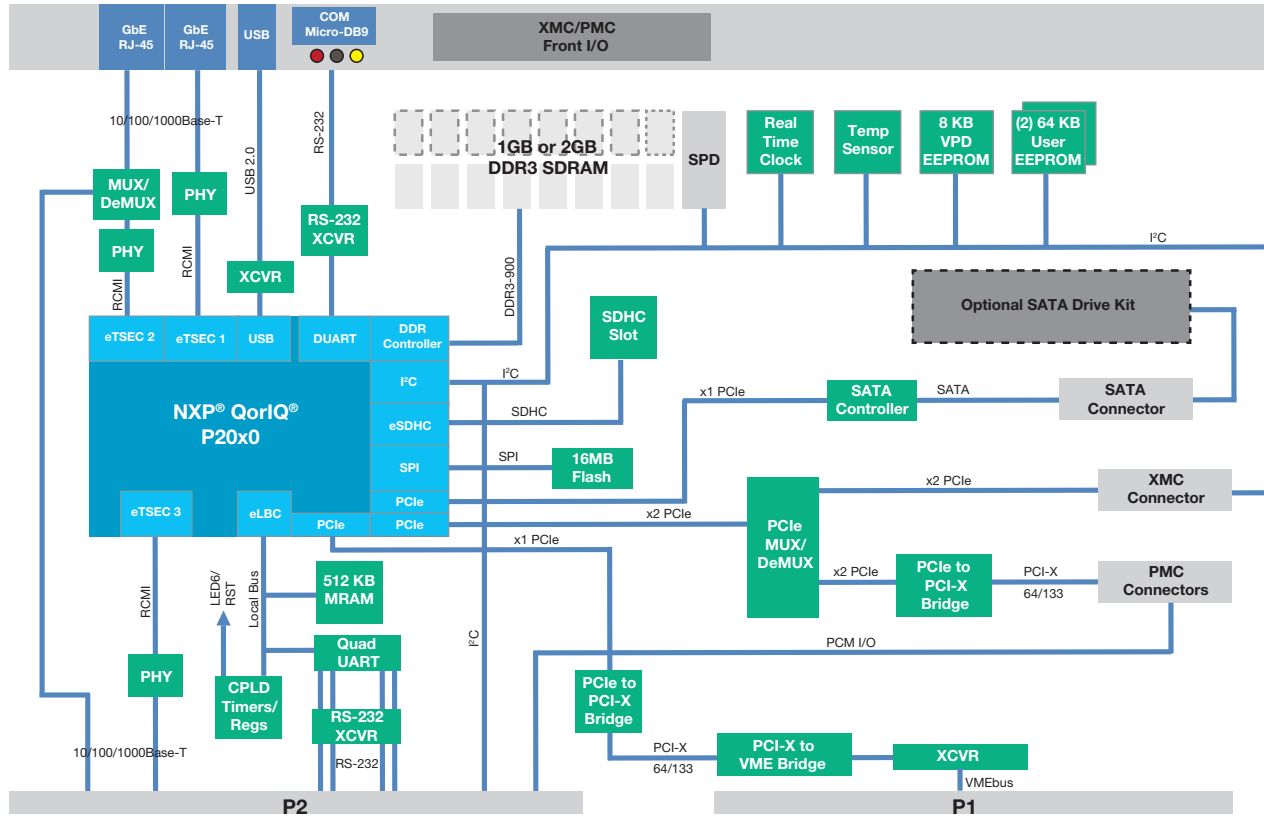 GbE
RJ-45
GbE
RJ-45
USB
COM
Micro-DB9
XMC/PMC
Front I/O
10/100/1000Base-T
USB 2.0
RS-232
MUX/
DeMUX
PHY
PHY
RCMI
RCMI
XCVR
RS-232
XCVR
1GB or 2GB
DDR3 SDRAM
SPD
DDR3-900
Real
Time
Clock
Temp
Sensor
8 KB
VPD
EEPROM
(2) 64 KB
User
EEPROM
I²C
Optional SATA Drive Kit
SDHC
Slot
eTSEC 2
eTSEC 1
USB
DUART
DDR
Controller
I²C
I²C
eSDHC
SDHC
SPI
SPI
16MB
Flash
PCIe
PCIe
PCIe
NXP® QorIQ®
P20x0
eTSEC 3
eLBC
x1 PCIe
SATA
Controller
SATA
SATA
Connector
x2 PCIe
x1 PCIe
PCIe
MUX/
DeMUX
x2 PCIe
XMC
Connector
x2 PCIe
PCIe to
PCI-X
Bridge
PCI-X
64/133
PMC
Connectors
PCM I/O
RCMI
LED6/
RST
Local Bus
512 KB
MRAM
Quad
UART
I²C
PHY
CPLD
Timers/
Regs
RS-232
XCVR
RS-232
10/100/1000Base-T
PCIe to
PCI-X
Bridge
PCI-X
64/133
PCI-X to
VME Bridge
XCVR
VMEbus
P2
P1